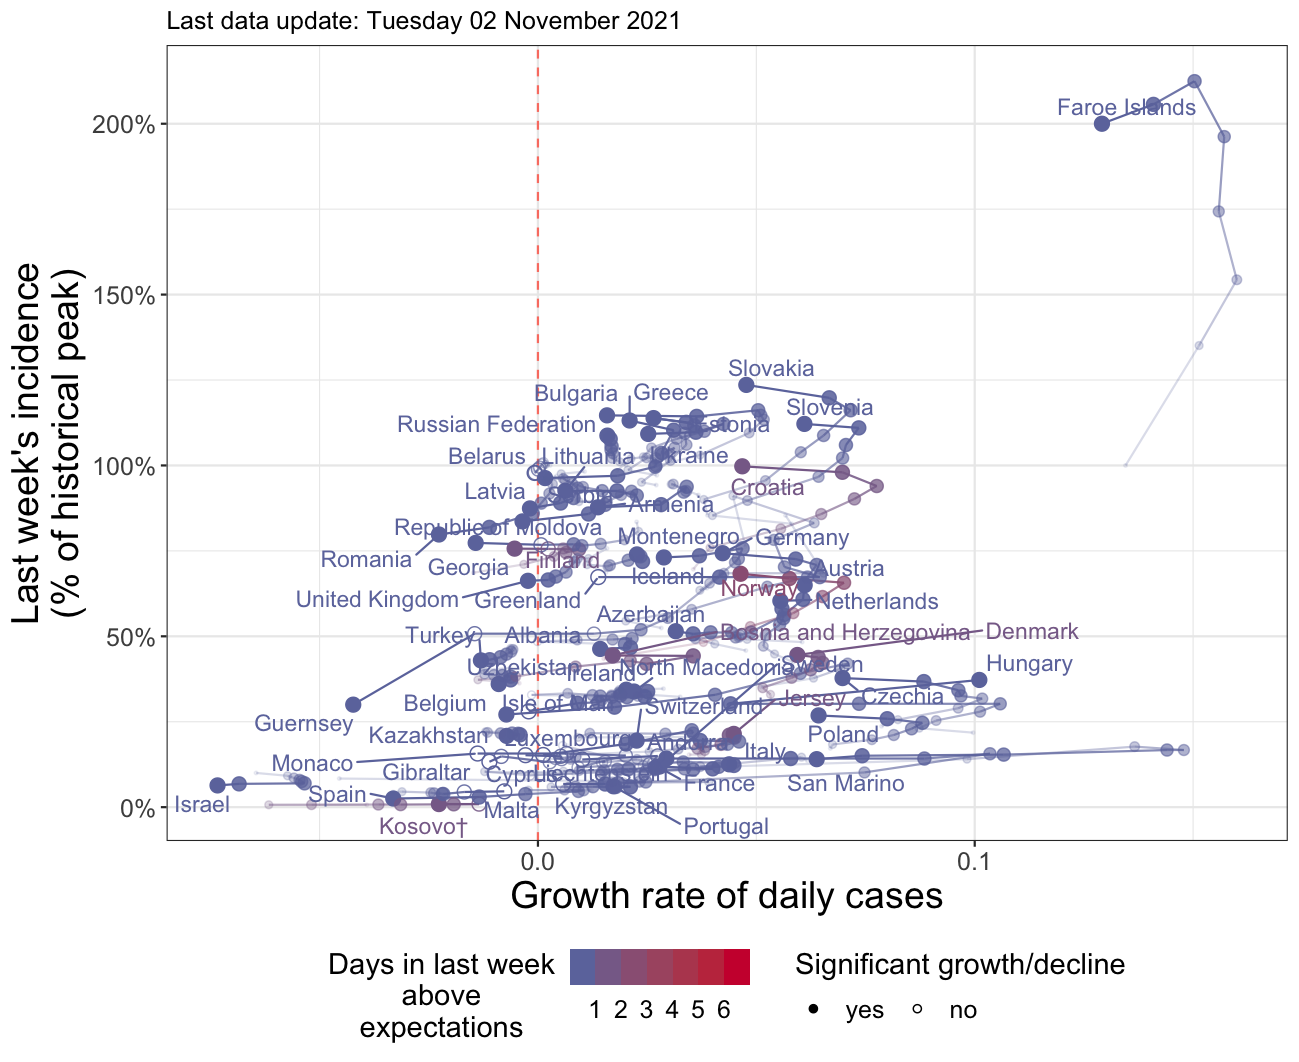 Last data update: Tuesday 02 November 2021
Last week's incidence
(% of historical peak)
200%
150%
100%
50%
0%
Faroe Islands
Slovakia
Bulgaria
Greece
Slovenia
Russian Federation
Estonia
Belarus
Lithuania
Ukraine
Latvia
Serbia
Croatia
Armenia
Republic of Moldova
Romania
Montenegro
Germany
Finland
Georgia
Iceland
Austria
United Kingdom
Greenland
Norway
Netherlands
Azerbaijan
Turkey
Albania
Bosnia and Herzegovina
Denmark
Uzbekistan
Ireland
North Macedonia
Sweden
Hungary
Belgium
Isle of Man
Switzerland
Jersey
Czechia
Guernsey
Kazakhstan
Luxembourg
Andorra
Italy
Poland
Monaco
Gibraltar
Cyprus
Liechtenstein
France
San Marino
Israel
Spain
Malta
Kyrgyzstan
Kosovo†
Portugal
0.0
0.1
Growth rate of daily cases
Days in last week
above
expectations
1 2 3 4 5 6
Significant growth/decline
yes
no